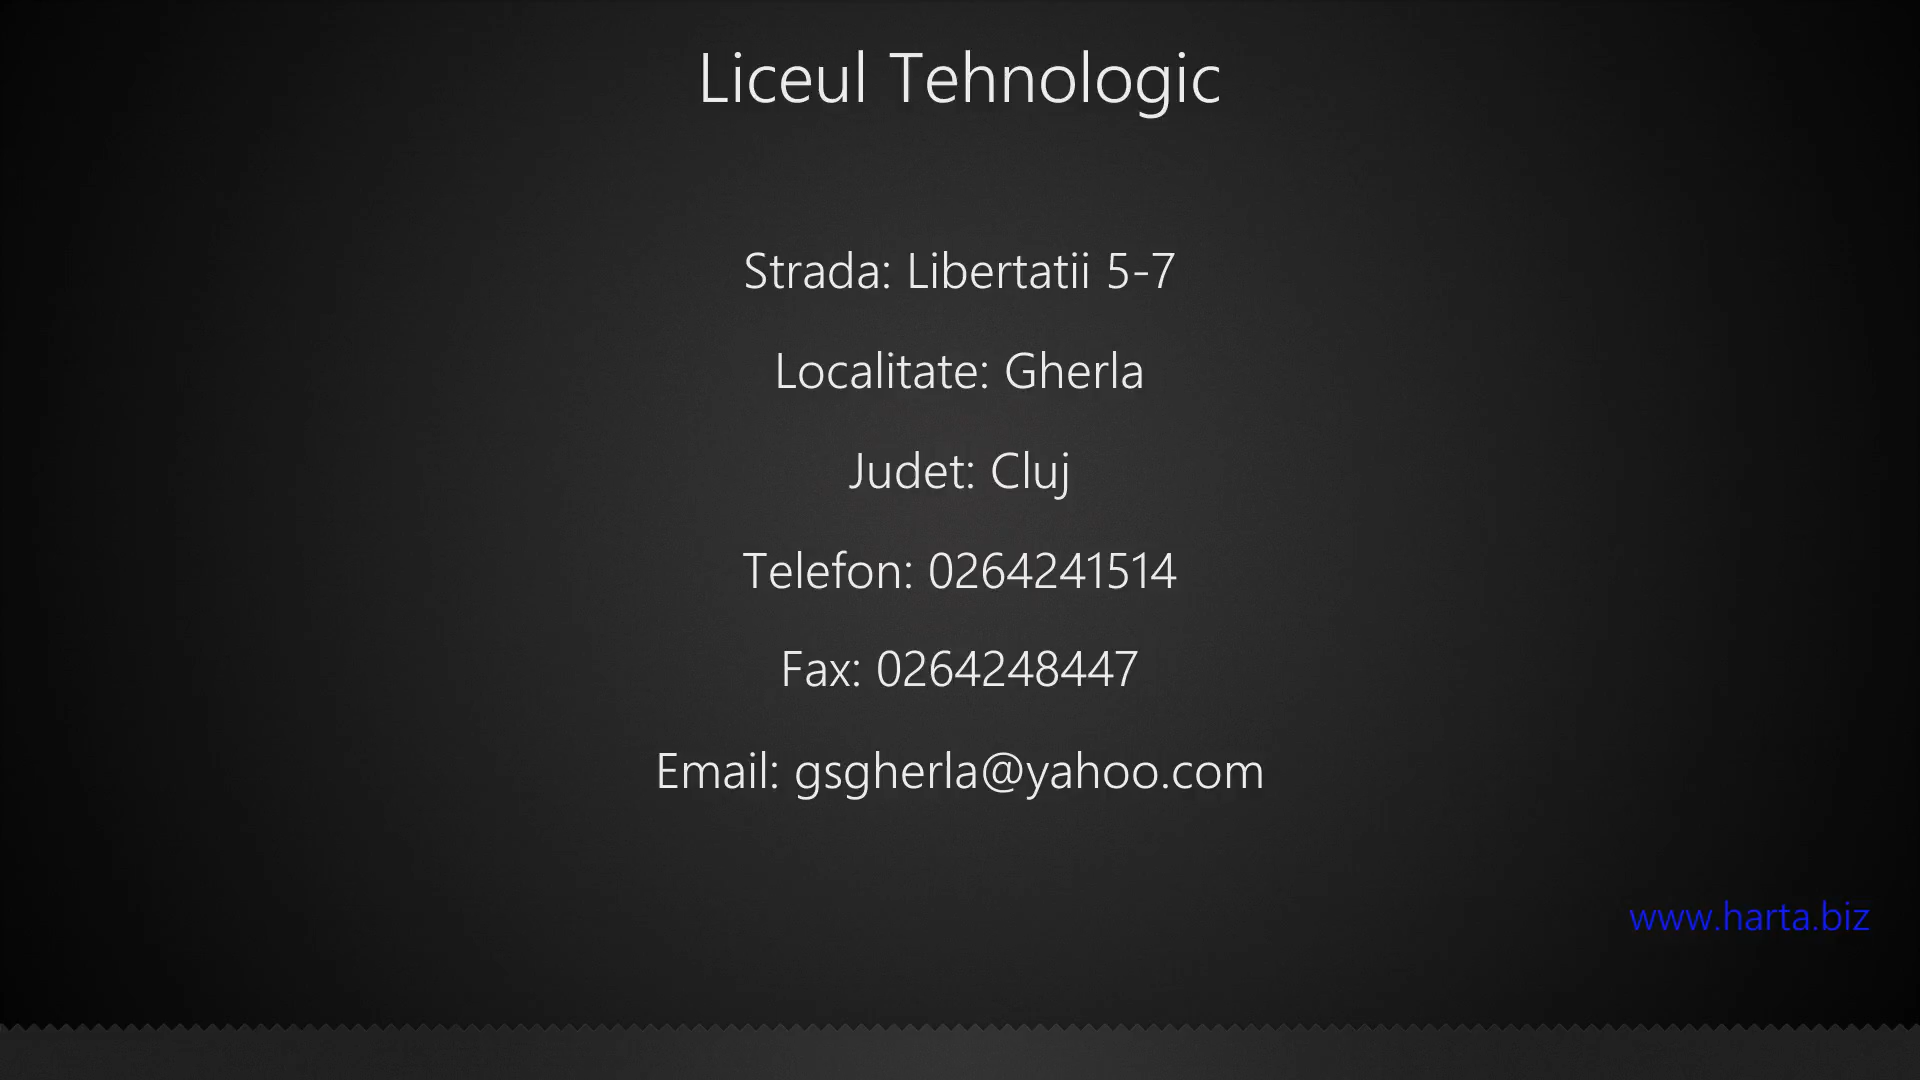 Liceul Tehnologic
Strada: Libertatii 5-7
Localitate: Gherla
Judet: Cluj
Telefon: 0264241514
Fax: 0264248447
Email: gsgherla@yahoo.com
www.harta.biz